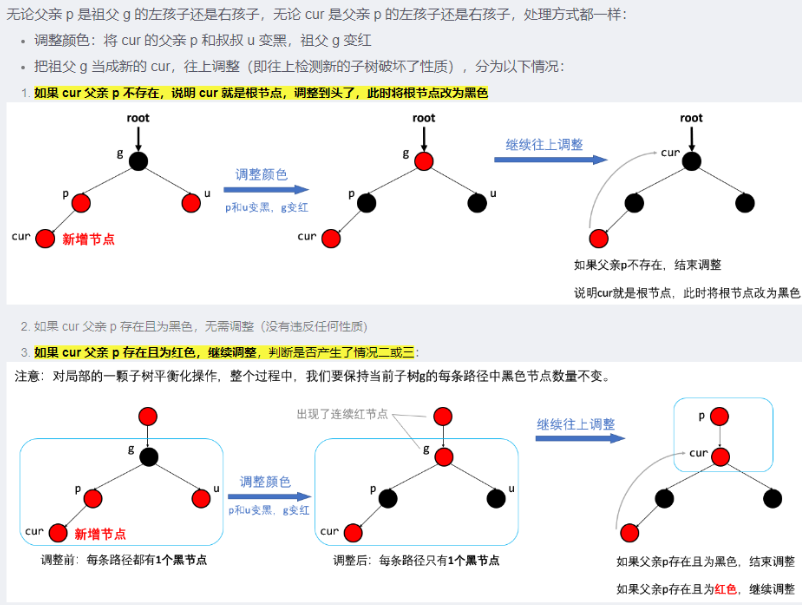 无论父亲 p 是祖父 g 的左孩子还是右孩子，无论 cur 是父亲 p 的左孩子还是右孩子，处理方式都一样：
• 调整颜色：将 cur 的父亲 p 和叔叔 u 变黑，祖父 g 变红
• 把祖父 g 当成新的 cur，往上调整（即往上检测新的子树破坏了性质），分为以下情况：
1. 如果 cur 父亲 p 不存在，说明 cur 就是根节点，调整到头了，此时将根节点改为黑色
root
g
p
u
cur
新增节点
调整颜色
p和u变黑，g变红
root
g
p
u
cur
继续往上调整
root
cur
如果父亲p不存在，结束调整
说明cur就是根节点，此时将根节点改为黑色
2. 如果 cur 父亲 p 存在且为黑色，无需调整（没有违反任何性质）
3. 如果 cur 父亲 p 存在且为红色，继续调整，判断是否产生了情况二或三：
注意：对局部的一颗子树平衡化操作，整个过程中，我们要保持当前子树g的每条路径中黑色节点数量不变。
g
p
u
cur
新增节点
调整前：每条路径都有1个黑节点
调整颜色
p和u变黑，g变红
出现了连续红节点
g
p
u
cur
调整后：每条路径只有1个黑节点
继续往上调整
p
cur
如果父亲p存在且为黑色，结束调整
如果父亲p存在且为红色，继续调整